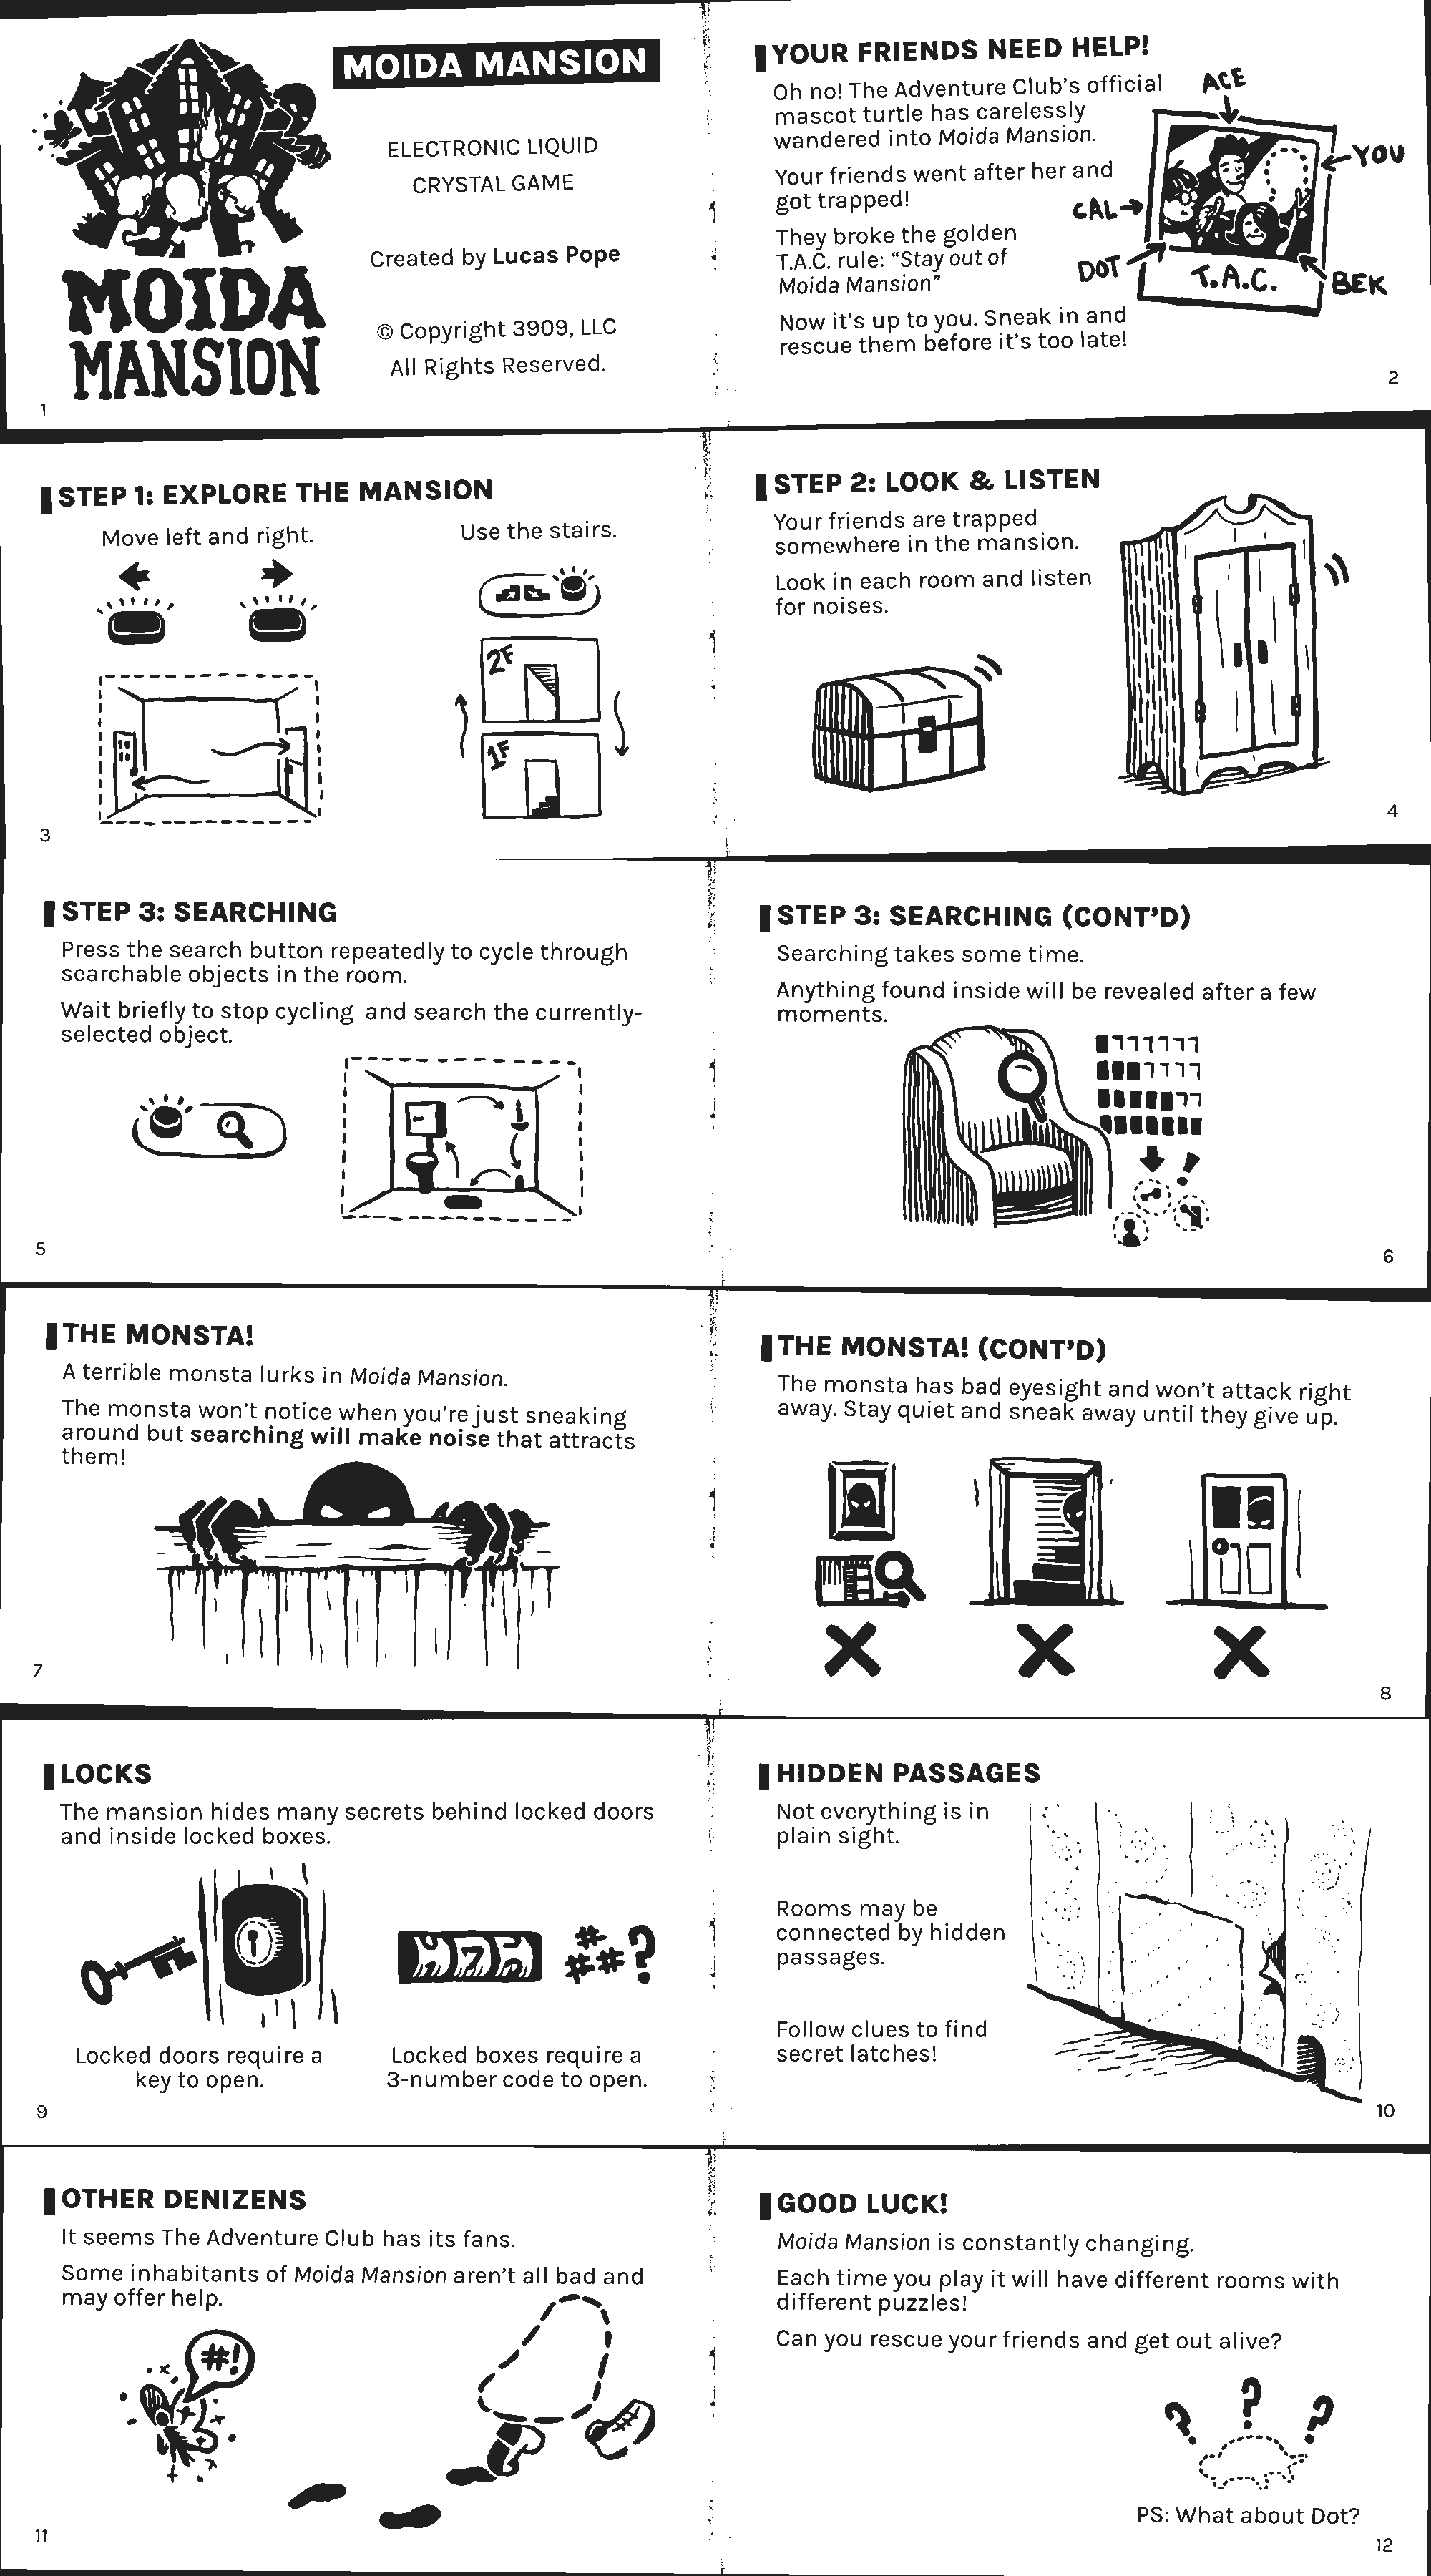 MOIDA
MANSION
MOIDA MANSION
ELECTRONIC LIQUID
CRYSTAL GAME
Created by Lucas Pope
© Copyright 3909, LLC
All Rights Reserved.
1
YOUR FRIENDS NEED HELP!
Oh no! The Adventure Club's official
mascot turtle has carelessly
wandered into Moida Mansion.
Your friends went after her and
got trapped!
They broke the golden
T.A.C. rule: "Stay out of
Moida Mansion"
Now it's up to you. Sneak in and
rescue them before it's too late!
ACE
YOU
CAL
DOT
T.A.C.
BEK
2
STEP 1: EXPLORE THE MANSION
Move left and right.
Use the stairs.
2F
1F
3
STEP 2: LOOK & LISTEN
Your friends are trapped
somewhere in the mansion.
Look in each room and listen
for noises.
4
STEP 3: SEARCHING
Press the search button repeatedly to cycle through
searchable objects in the room.
Wait briefly to stop cycling and search the currently-
selected object.
5
STEP 3: SEARCHING (CONT'D)
Searching takes some time.
Anything found inside will be revealed after a few
moments.
!
6
THE MONSTA!
A terrible monsta lurks in Moida Mansion.
The monsta won't notice when you're just sneaking
around but searching will make noise that attracts
them!
7
THE MONSTA! (CONT'D)
The monsta has bad eyesight and won't attack right
away. Stay quiet and sneak away until they give up.
8
LOCKS
The mansion hides many secrets behind locked doors
and inside locked boxes.
###?
Locked doors require a
key to open.
Locked boxes require a
3-number code to open.
9
HIDDEN PASSAGES
Not everything is in
plain sight.
Rooms may be
connected by hidden
passages.
Follow clues to find
secret latches!
10
OTHER DENIZENS
It seems The Adventure Club has its fans.
Some inhabitants of Moida Mansion aren't all bad and
may offer help.
#!
11
GOOD LUCK!
Moida Mansion is constantly changing.
Each time you play it will have different rooms with
different puzzles!
Can you rescue your friends and get out alive?
? ? ?
PS: What about Dot?
12